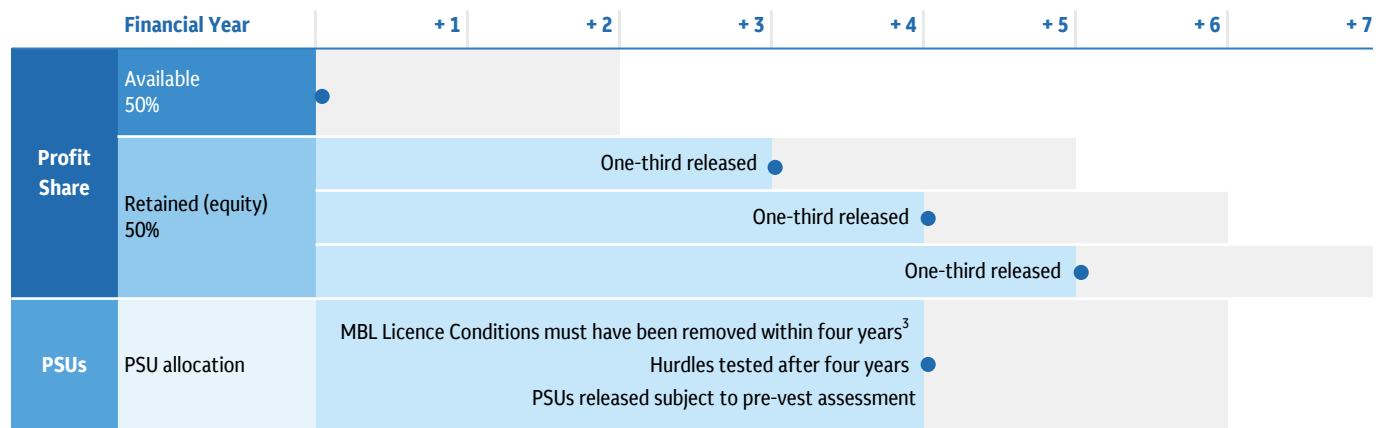 Financial Year + 1 + 2 + 3 + 4 + 5 + 6 + 7
Available
50%
Profit
Share
One-third released
Retained (equity)
50%
One-third released
One-third released
PSUs
PSU allocation
MBL Licence Conditions must have been removed within four years³
Hurdles tested after four years
PSUs released subject to pre-vest assessment